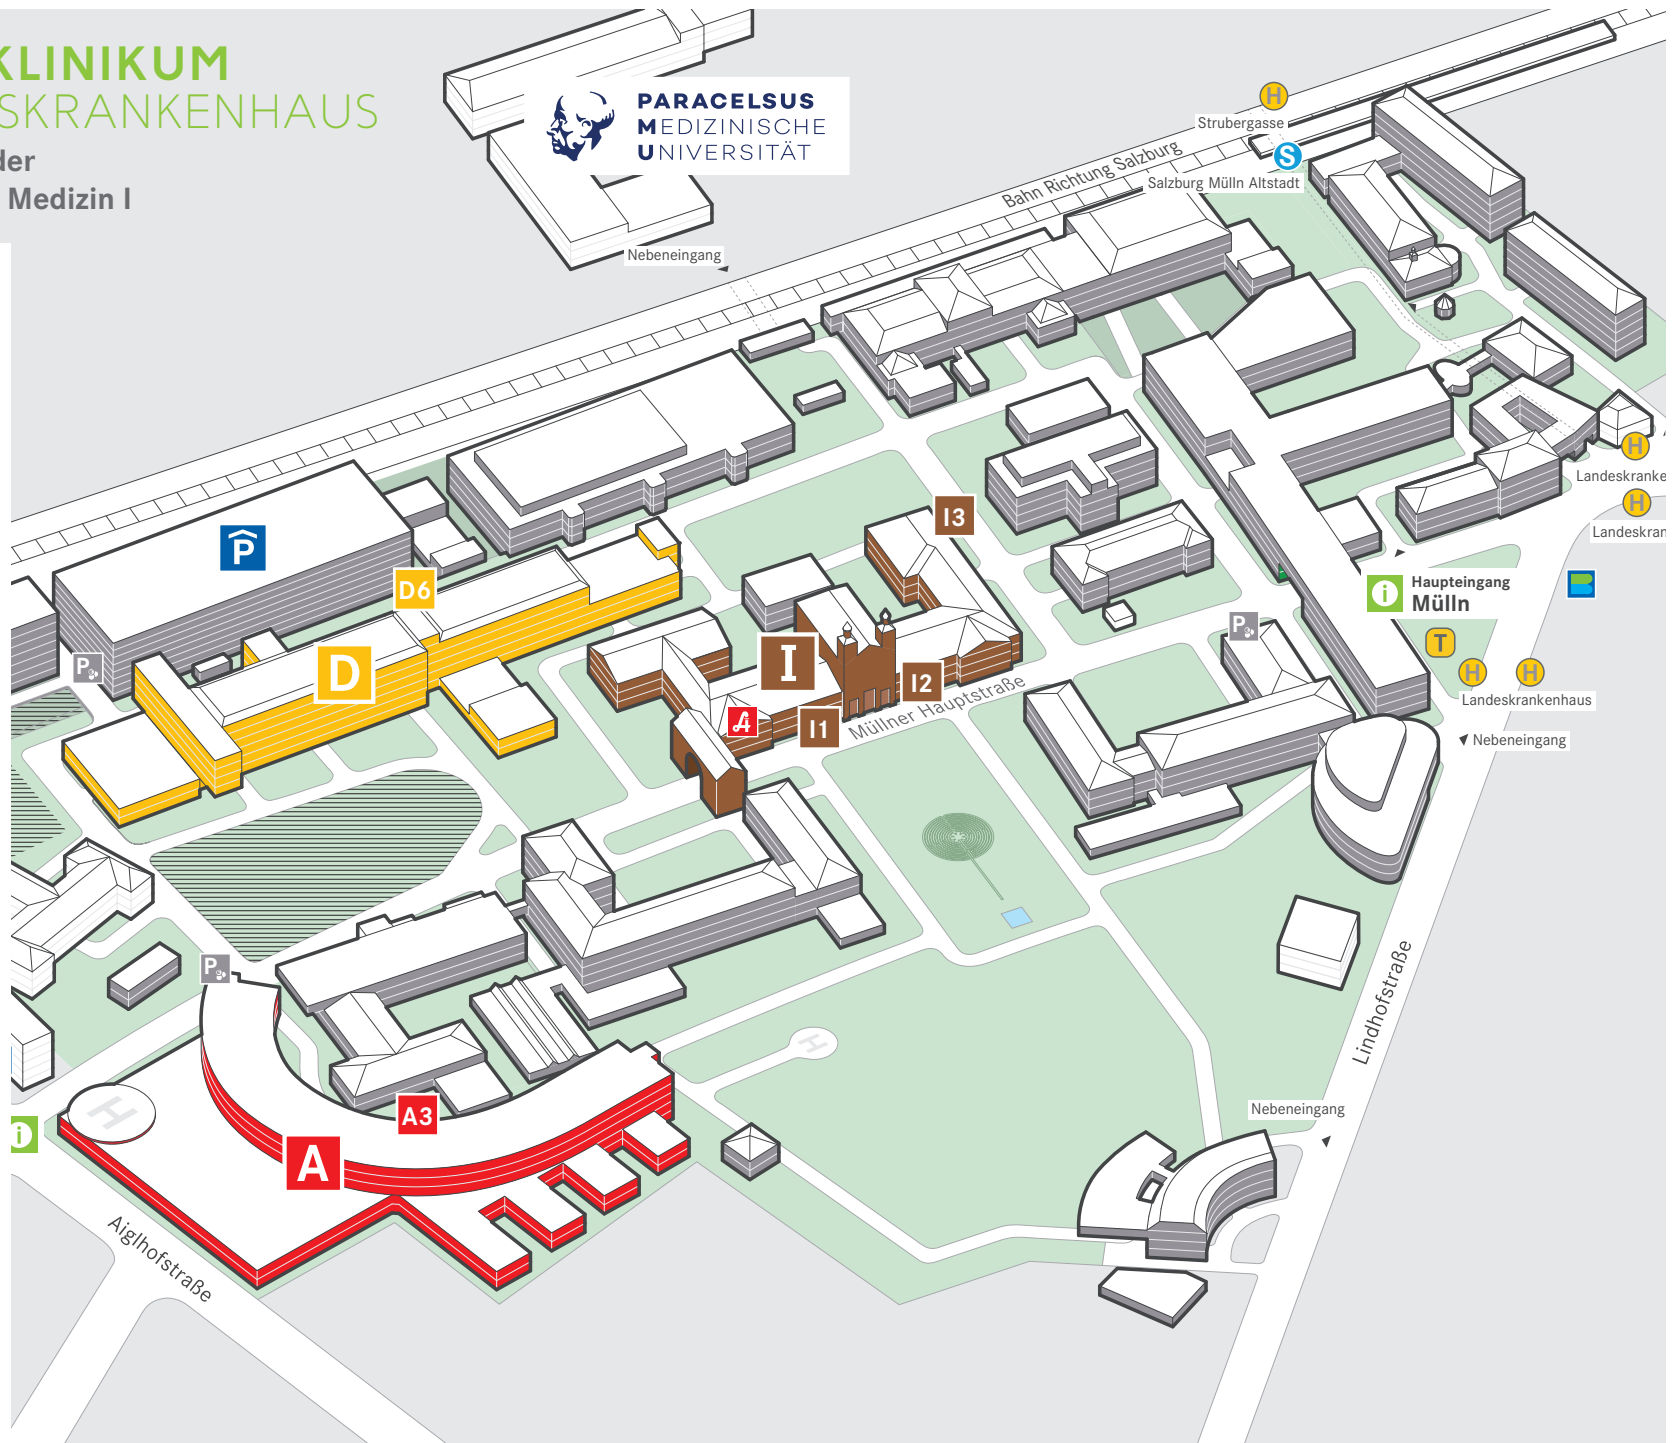 KLINIKUM
SKRANKENHAUS
der
Medizin I
PARACELSUS
MEDIZINISCHE
UNIVERSITÄT
Nebeneingang
Bahn Richtung Salzburg
H
Strubergasse
S
Salzburg Mülln Altstadt
H
Landeskranke
H
Landeskran
P
D6
I3
P
D
I
I2
I1
A
Müllner Hauptstraße
P
i
Haupteingang
Mülln
T
H
H
Landeskrankenhaus
Nebeneingang
P
H
H
A3
A
i
Lindhofstraße
Nebeneingang
Aiglhofstraße